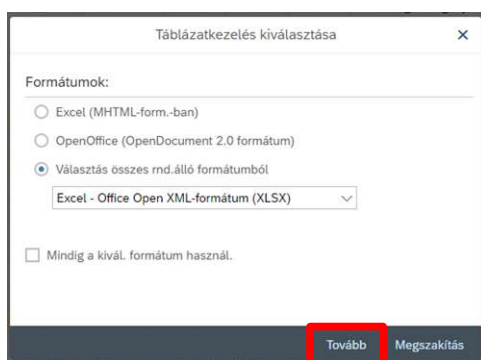 Táblázatkezelés kiválasztása
Formátumok:
Excel (MHTML-form.-ban)
OpenOffice (OpenDocument 2.0 formátum)
Választás összes rnd.álló formátumból
Excel - Office Open XML-formátum (XLSX)
Mindig a kivál. formátum használ.
Tovább Megszakítás